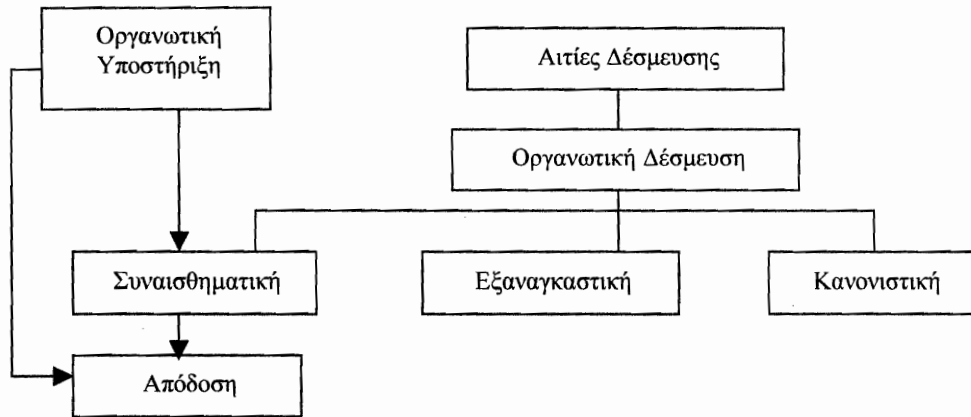 Οργανωτική
Υποστήριξη
Αιτίες Δέσμευσης
Οργανωτική Δέσμευση
Συναισθηματική
Εξαναγκαστική
Κανονιστική
Απόδοση